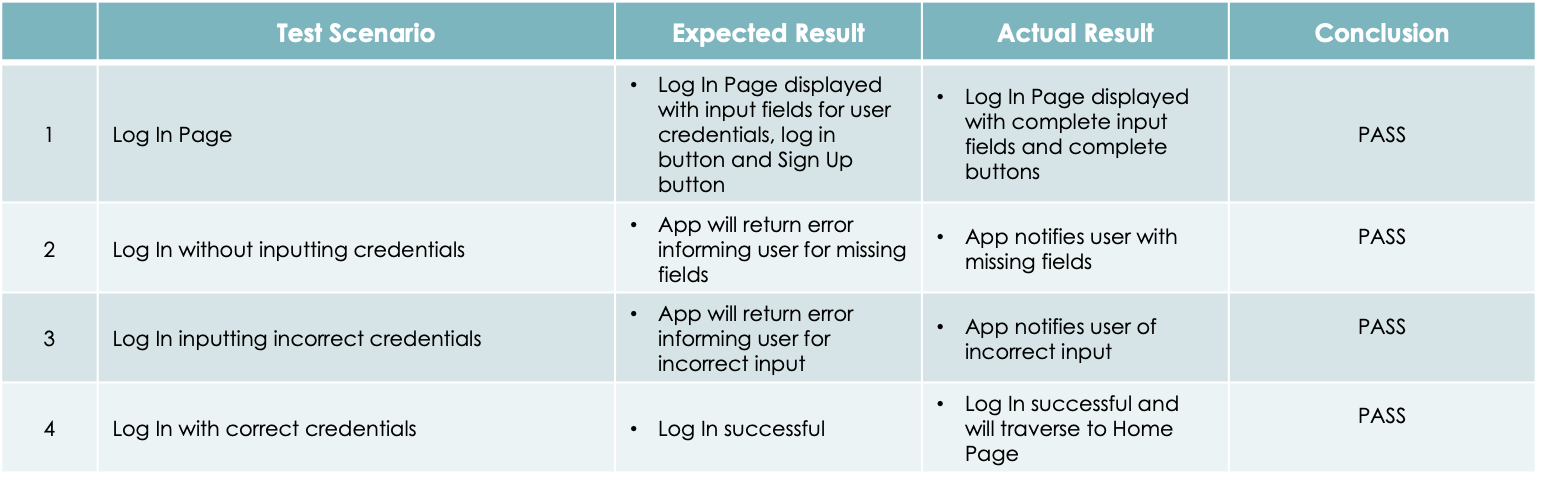 Test Scenario Expected Result Actual Result Conclusion
1
Log In Page
• Log In Page displayed
with input fields for user
credentials, log in
button and Sign Up
button
• Log In Page displayed
with complete input
fields and complete
buttons
PASS
2
Log In without inputting credentials
• App will return error
informing user for missing
fields
• App notifies user with
missing fields
PASS
3
Log In inputting incorrect credentials
• App will return error
informing user for
incorrect input
• App notifies user of
incorrect input
PASS
4
Log In with correct credentials
• Log In successful
• Log In successful and
will traverse to Home
Page
PASS